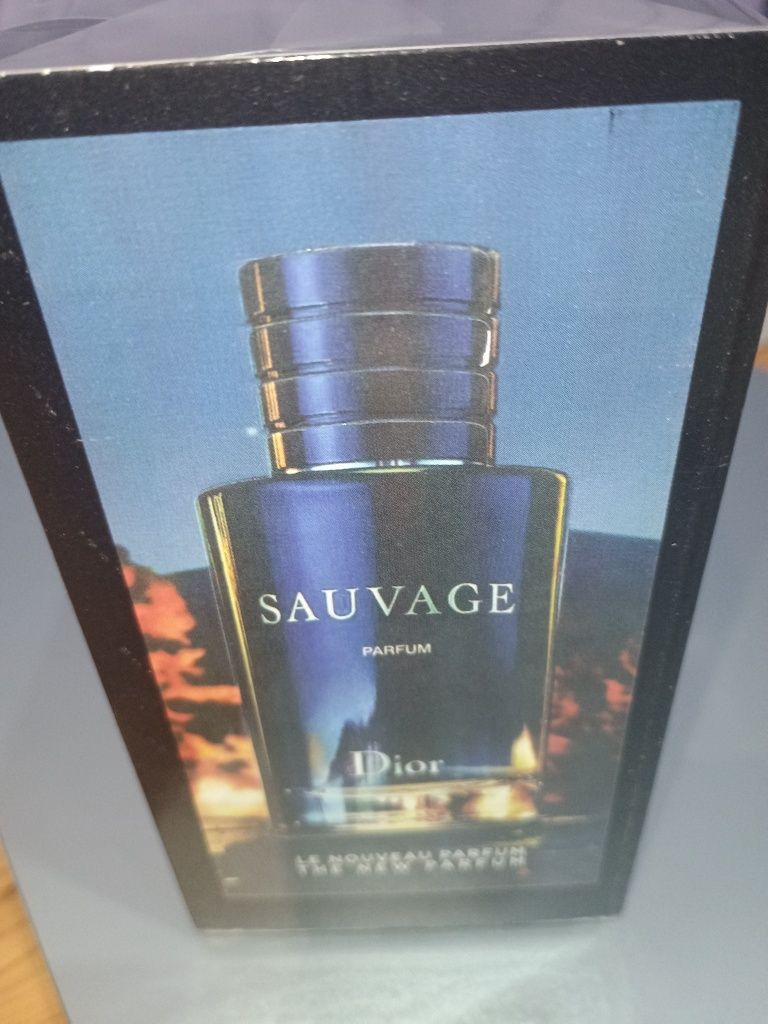 SAUVAGE
PARFUM
Dior
LE NOUVEAU PARFUM
THE NEW PARFUM